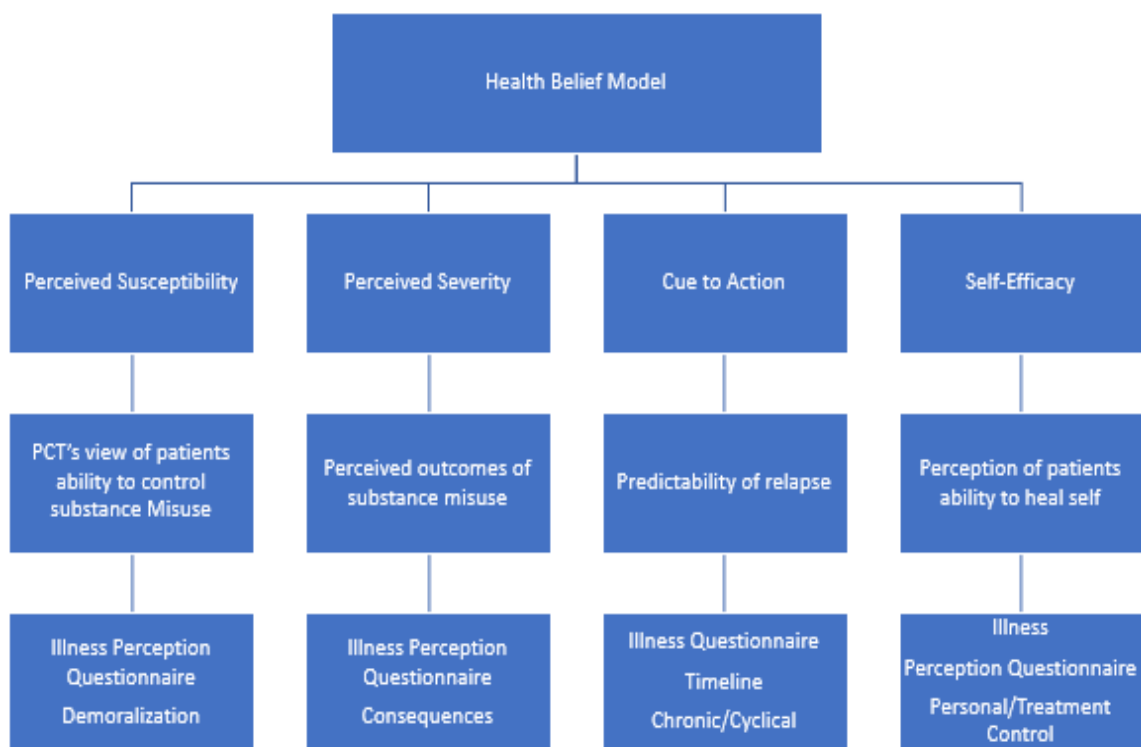 Health Belief Model
Perceived Susceptibility
Perceived Severity
Cue to Action
Self-Efficacy
PCT's view of patients
ability to control
substance Misuse
Perceived outcomes of
substance misuse
Predictability of relapse
Perception of patients
ability to heal self
Illness Perception
Questionnaire
Demoralization
Illness Perception
Questionnaire
Consequences
Illness Questionnaire
Timeline
Chronic/Cyclical
Illness
Perception Questionnaire
Personal/Treatment
Control